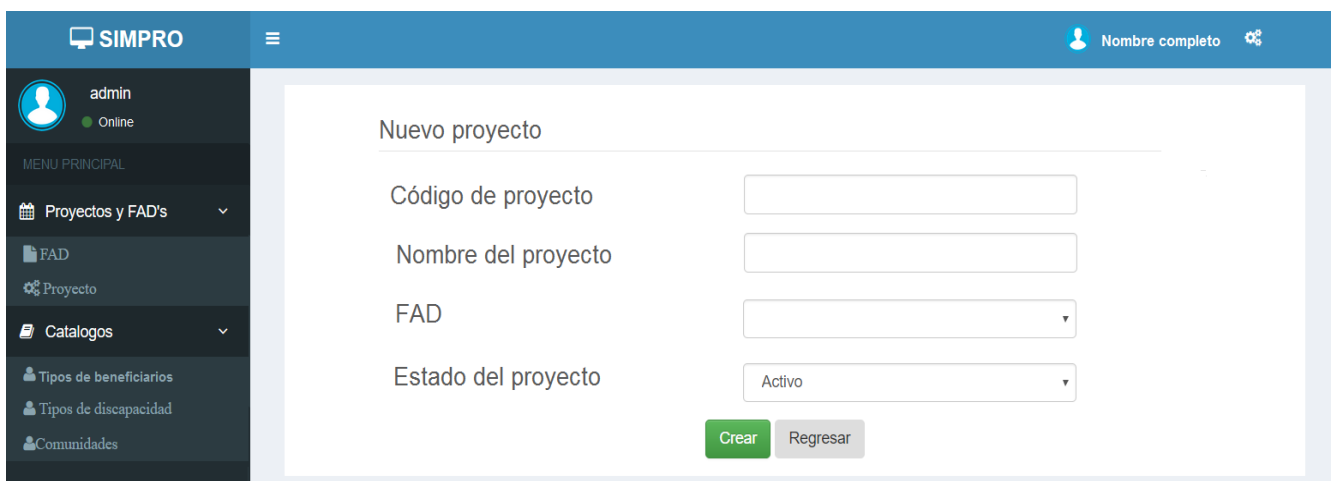 SIMPRO
Nombre completo
admin
Online
MENU PRINCIPAL
Proyectos y FAD's
FAD
Proyecto
Catalogos
Tipos de beneficiarios
Tipos de discapacidad
Comunidades
Nuevo proyecto
Código de proyecto
Nombre del proyecto
FAD
Estado del proyecto
Activo
Crear Regresar